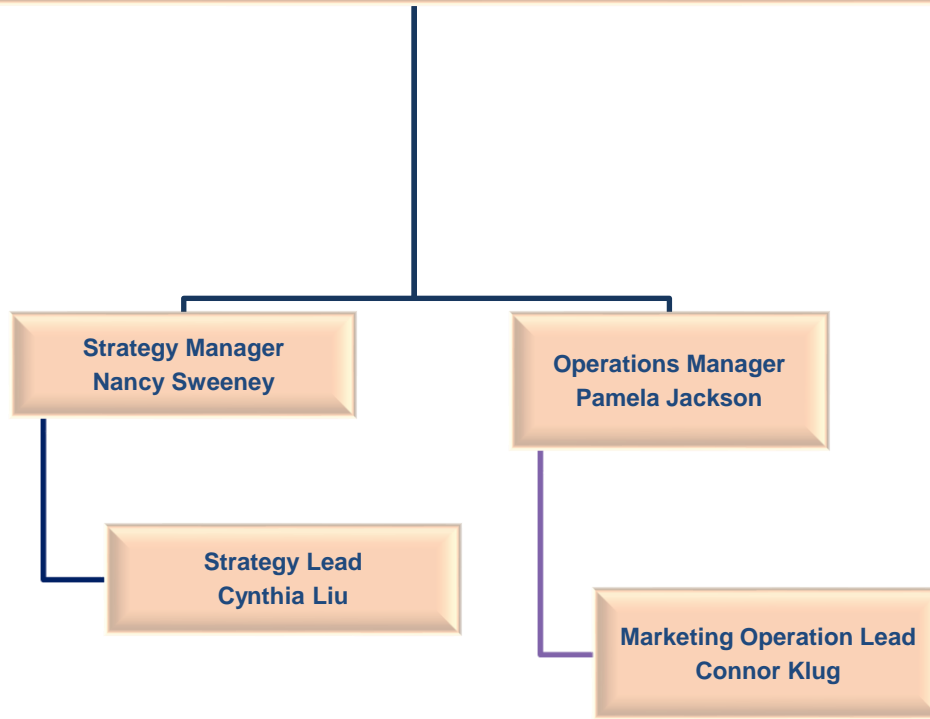 Strategy Manager
Nancy Sweeney
Operations Manager
Pamela Jackson
Strategy Lead
Cynthia Liu
Marketing Operation Lead
Connor Klug